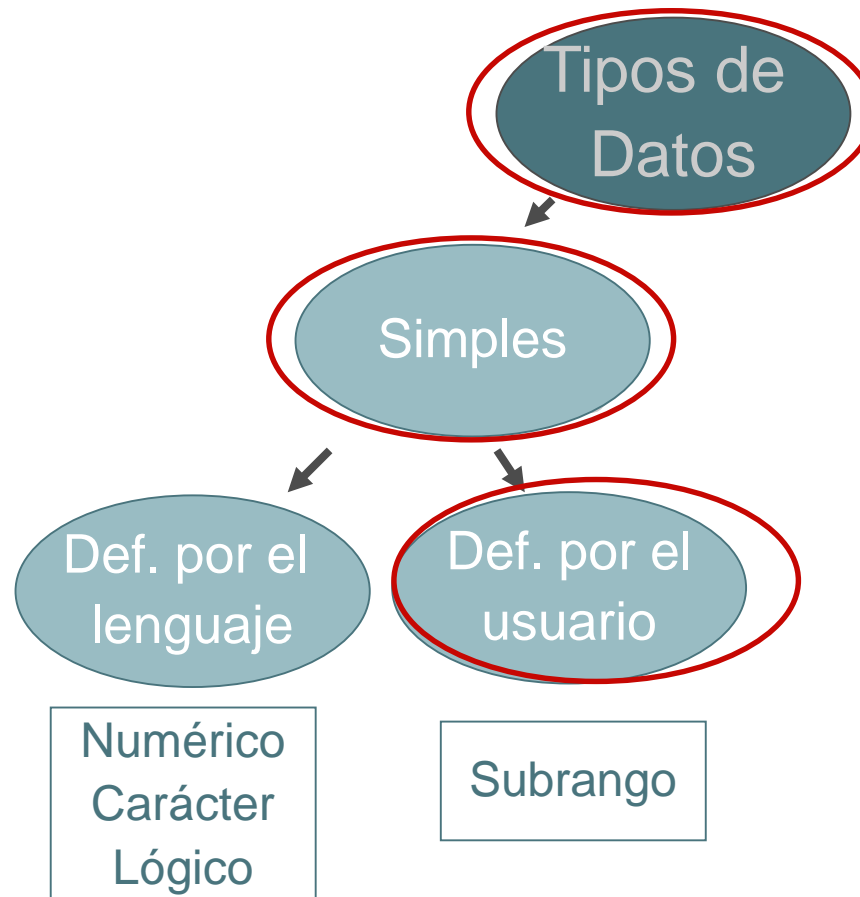 Tipos de
Datos
Simples
Def. por el
lenguaje
Def. por el
usuario
Numérico
Carácter
Lógico
Subrango